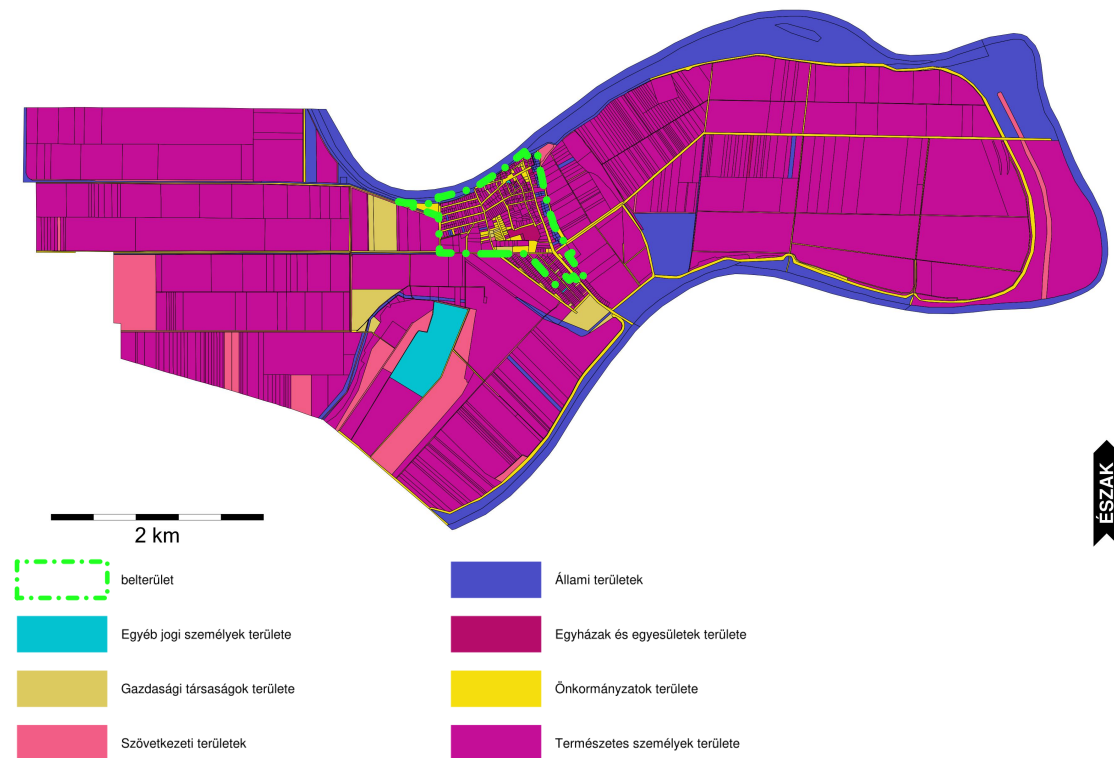 ÉSZAK
2 km
belterület
Állami területek
Egyéb jogi személyek területe
Egyházak és egyesületek területe
Gazdasági társaságok területe
Önkormányzatok területe
Szövetkezeti területek
Természetes személyek területe